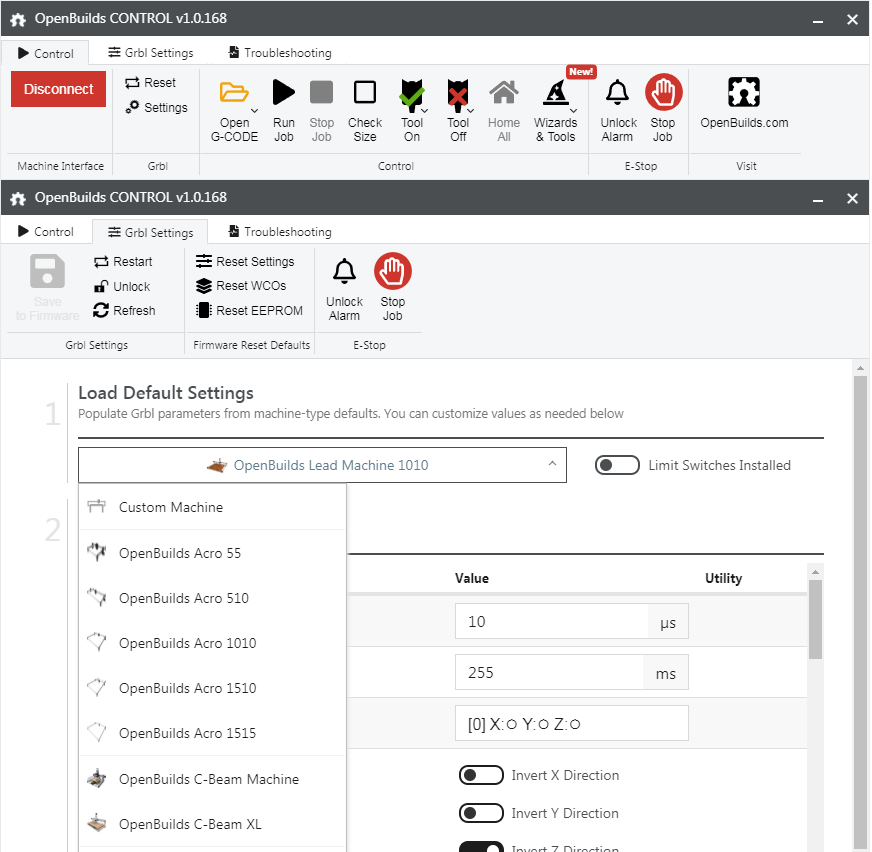 OpenBuilds CONTROL v1.0.168
Control Grbl Settings Troubleshooting
Disconnect
Reset
Settings
New!
Open
G-CODE
Run
Job
Stop
Job
Check
Size
Tool
On
Tool
Off
Home
All
Wizards
& Tools
Unlock
Alarm
Stop
Job
OpenBuilds.com
Machine Interface Grbl Control E-Stop Visit
OpenBuilds CONTROL v1.0.168
Control Grbl Settings Troubleshooting
Save
to Firmware
Restart
Unlock
Refresh
Reset Settings
Reset WCOs
Reset EEPROM
Unlock
Alarm
Stop
Job
Grbl Settings Firmware Reset Defaults E-Stop
1
Load Default Settings
Populate Grbl parameters from machine-type defaults. You can customize values as needed below
OpenBuilds Lead Machine 1010
Limit Switches Installed
2
Custom Machine
OpenBuilds Acro 55
OpenBuilds Acro 510
OpenBuilds Acro 1010
OpenBuilds Acro 1510
OpenBuilds Acro 1515
OpenBuilds C-Beam Machine
OpenBuilds C-Beam XL
Value Utility
10 µs
255 ms
[0] X:○ Y:○ Z:○
Invert X Direction
Invert Y Direction
Invert Z Direction